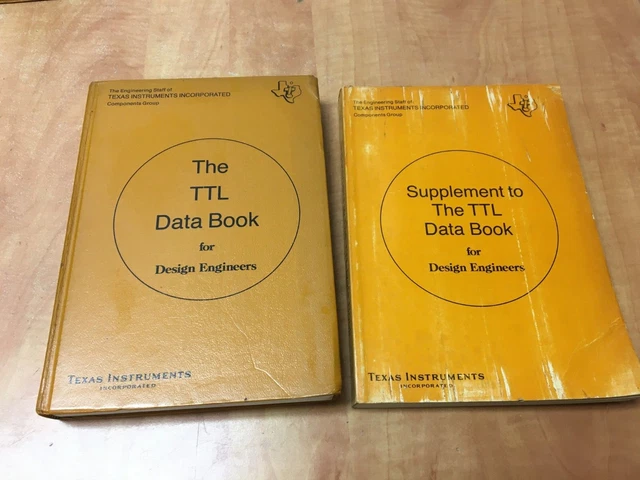 The Engineering Staff of
TEXAS INSTRUMENTS INCORPORATED
Components Group
The
TTL
Data Book
for
Design Engineers
TEXAS INSTRUMENTS
INCORPORATED
The Engineering Staff of
TEXAS INSTRUMENTS INCORPORATED
Components Group
Supplement to
The TTL
Data Book
for
Design Engineers
TEXAS INSTRUMENTS
INCORPORATED